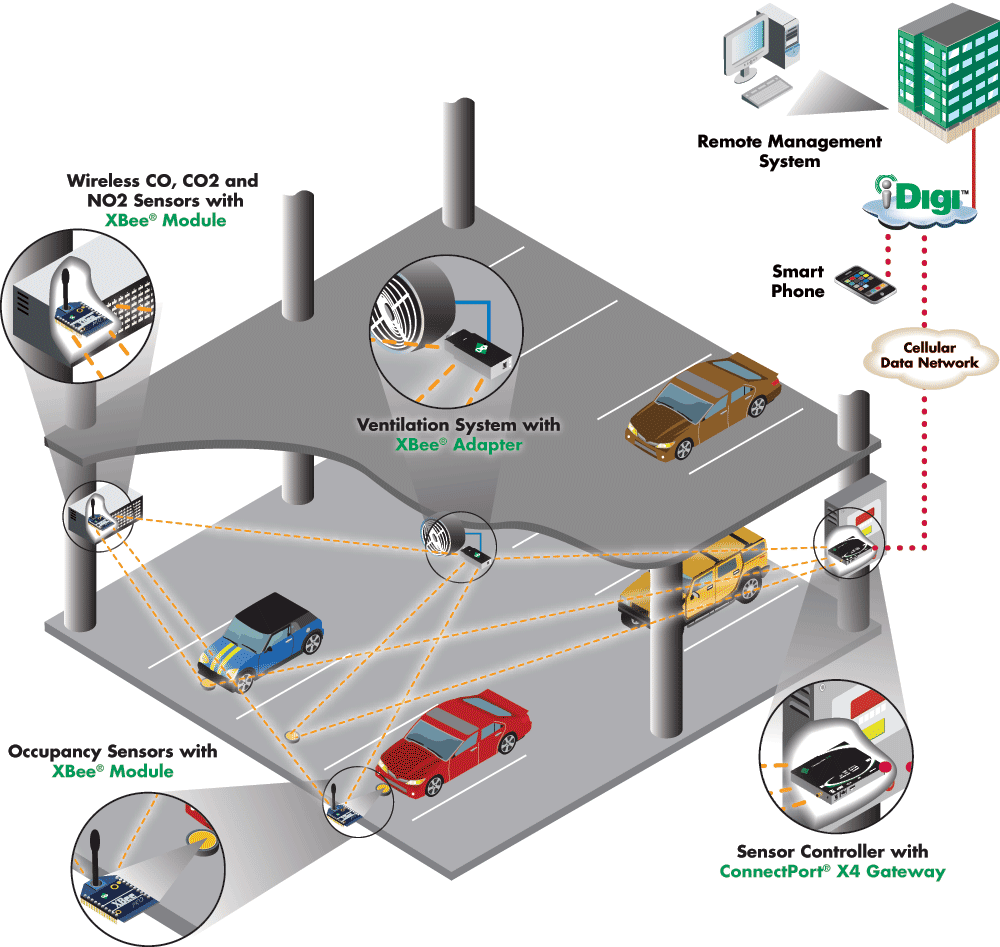 Remote Management
System
Wireless CO, CO2 and
NO2 Sensors with
XBee® Module
iDigi™
Smart
Phone
Cellular
Data Network
Ventilation System with
XBee® Adapter
Occupancy Sensors with
XBee® Module
XBee
Sensor Controller with
ConnectPort® X4 Gateway